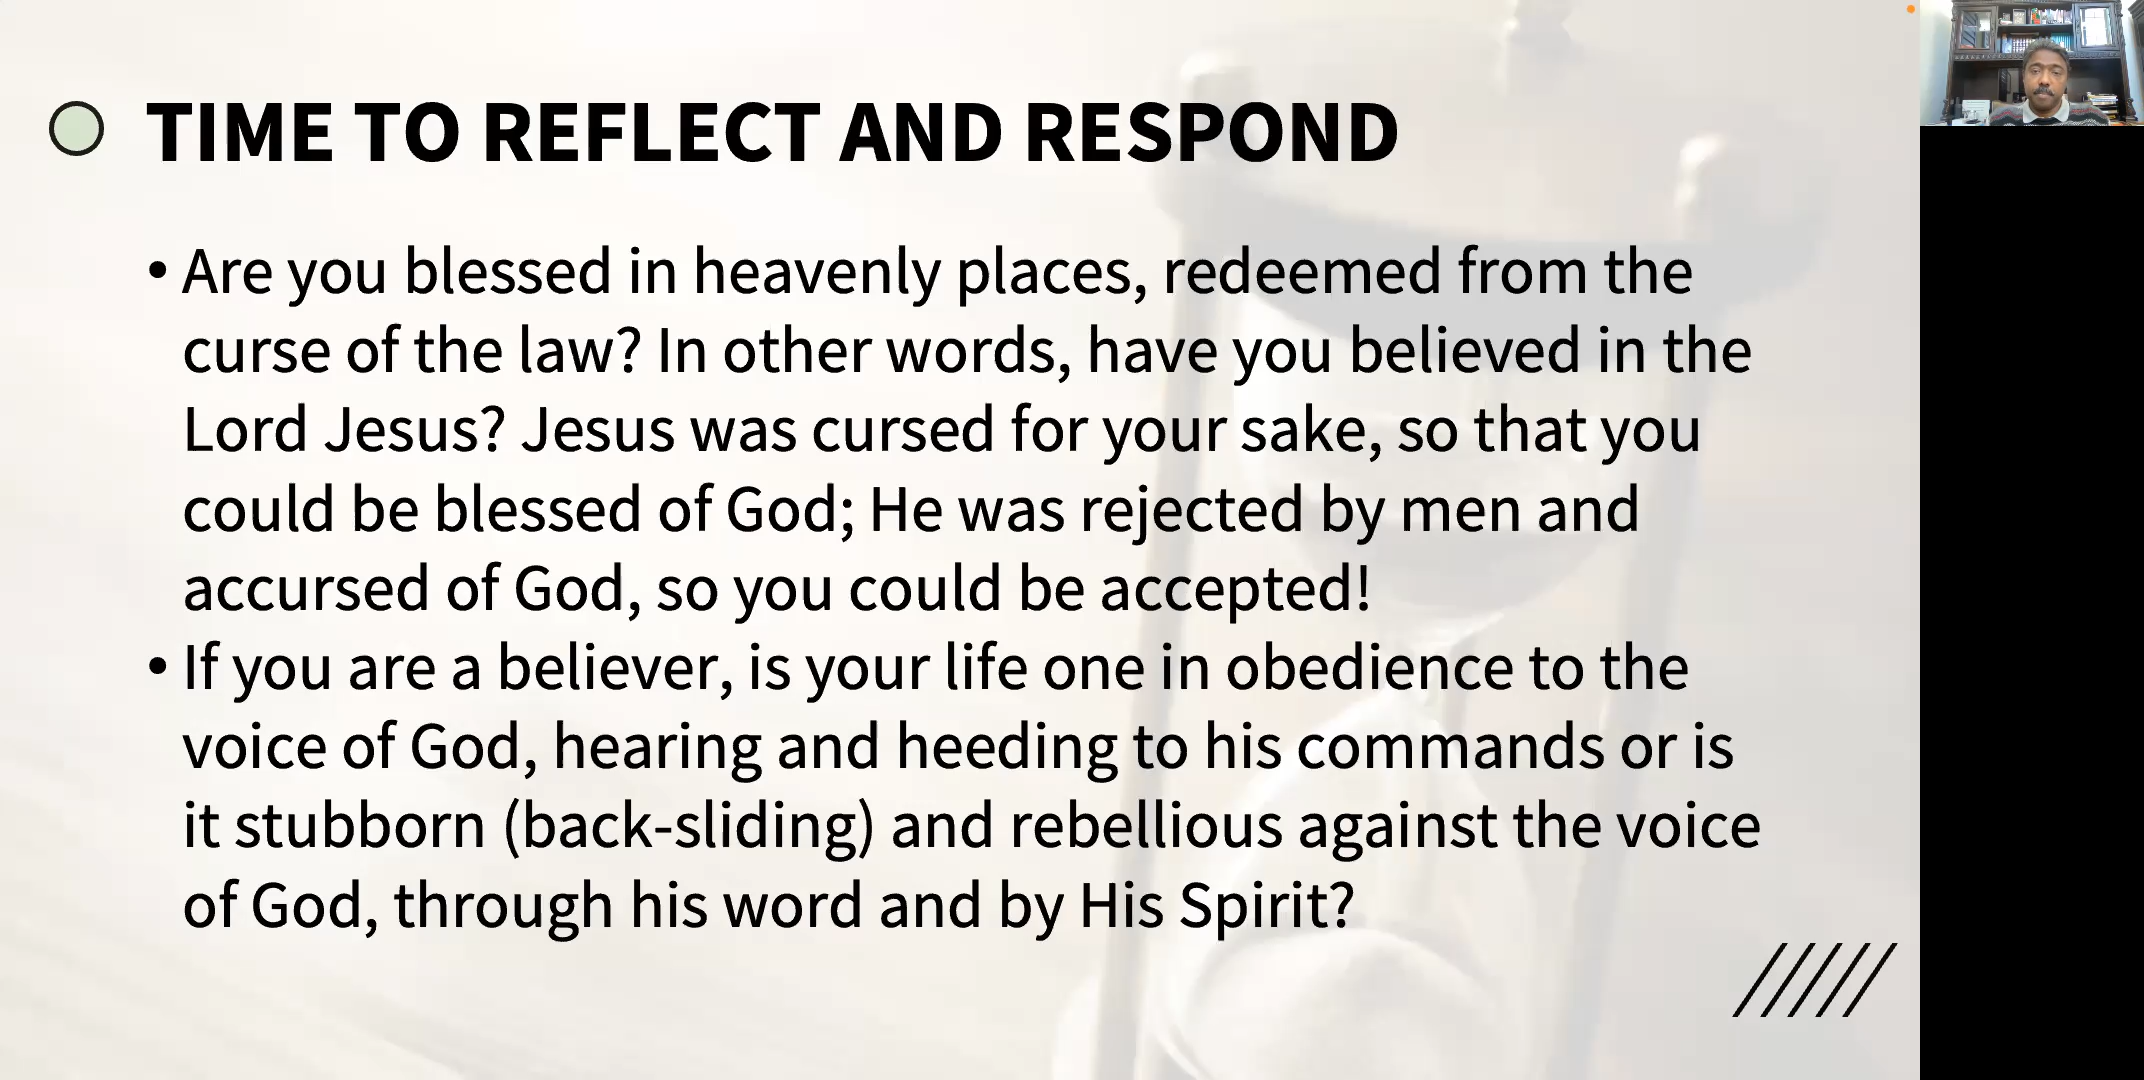 TIME TO REFLECT AND RESPOND
• Are you blessed in heavenly places, redeemed from the
curse of the law? In other words, have you believed in the
Lord Jesus? Jesus was cursed for your sake, so that you
could be blessed of God; He was rejected by men and
accursed of God, so you could be accepted!
• If you are a believer, is your life one in obedience to the
voice of God, hearing and heeding to his commands or is
it stubborn (back-sliding) and rebellious against the voice
of God, through his word and by His Spirit?